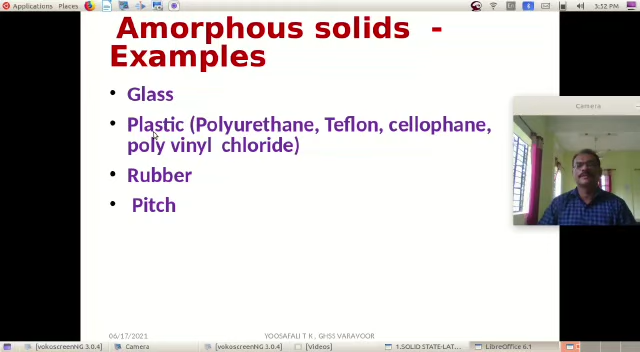 Applications Places
3:52 PM
Amorphous solids -
Examples
• Glass
• Plastic (Polyurethane, Teflon, cellophane,
poly vinyl chloride)
• Rubber
• Pitch
Camera
06/17/2021
YOOSAFALI T K , GHSS VARAVOOR
[vokoscreenNG 3.0.4]
Camera
[vokoscreenNG 3.0.4]
[Videos]
1.SOLID STATE-LAT...
LibreOffice 6.1